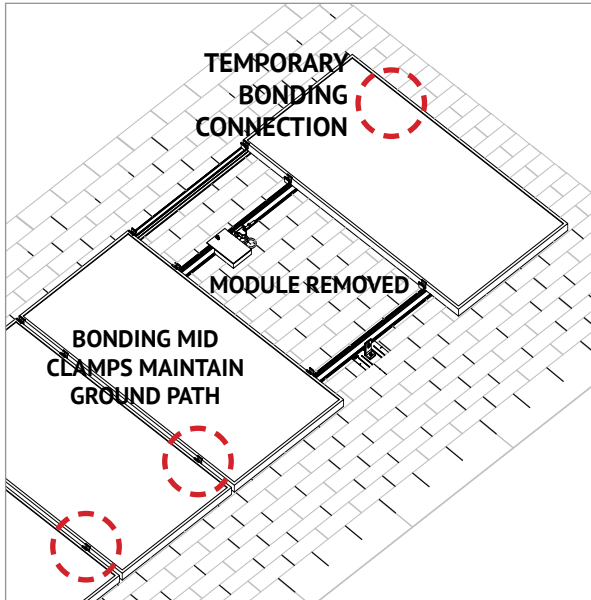 TEMPORARY
BONDING
CONNECTION
MODULE REMOVED
BONDING MID
CLAMPS MAINTAIN
GROUND PATH